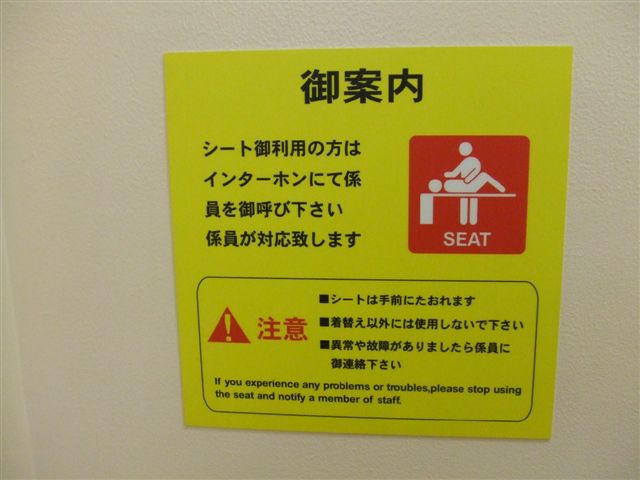 御案内
シート御利用の方は
インターホンにて係
員を御呼び下さい
係員が対応致します
SEAT
注意
■シートは手前にたおれます
■着替え以外には使用しないで下さい
■異常や故障がありましたら係員に
御連絡下さい
If you experience any problems or troubles,please stop using
the seat and notify a member of staff.